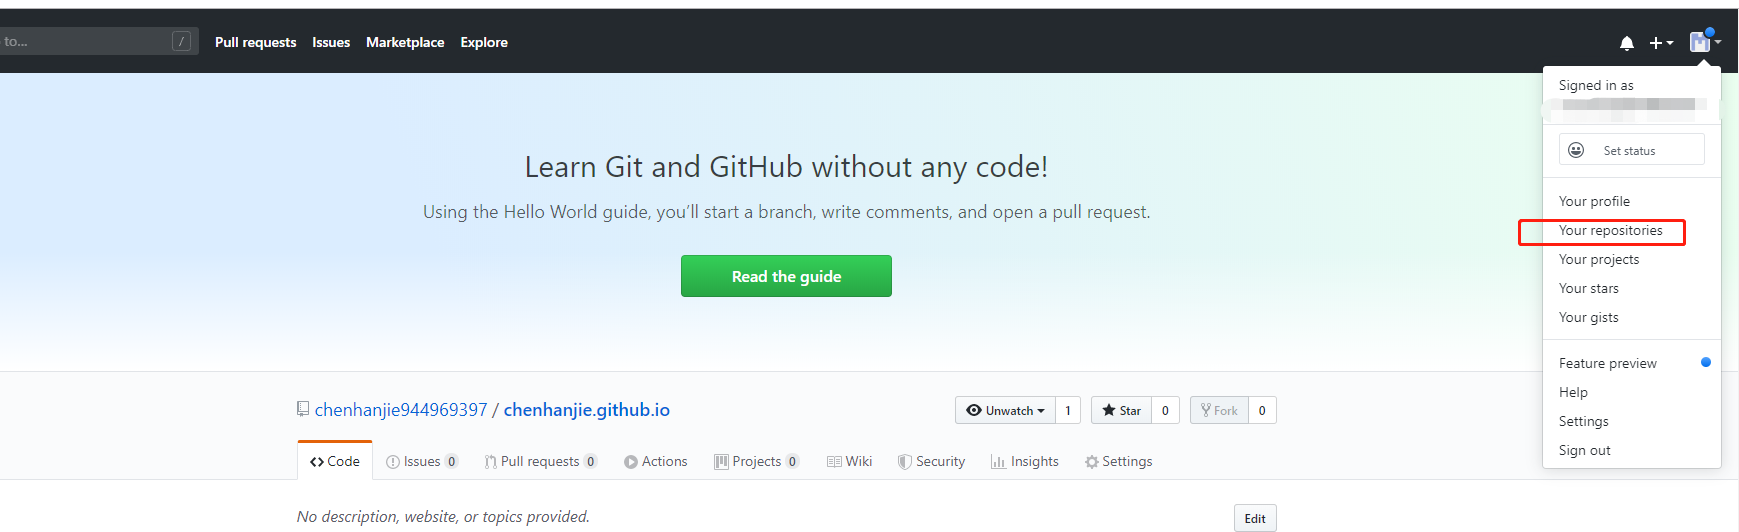 to...
/
Pull requests Issues Marketplace Explore
Signed in as
Set status
Your profile
Your repositories
Your projects
Your stars
Your gists
Feature preview
Help
Settings
Sign out
Learn Git and GitHub without any code!
Using the Hello World guide, you’ll start a branch, write comments, and open a pull request.
Read the guide
chenhanjie944969397 / chenhanjie.github.io
Unwatch 1 Star 0 Fork 0
Code Issues 0 Pull requests 0 Actions Projects 0 Wiki Security Insights Settings
No description, website, or topics provided.
Edit